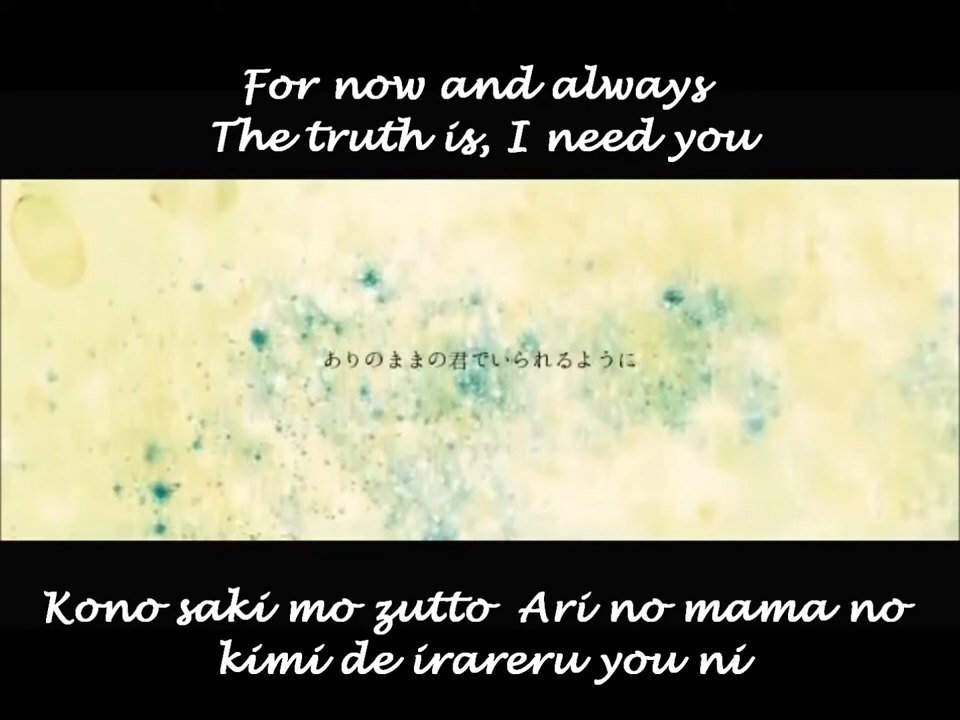 For now and always
The truth is, I need you
ありのままの君でいられるように
Kono saki mo zutto Ari no mama no
kimi de irareru you ni